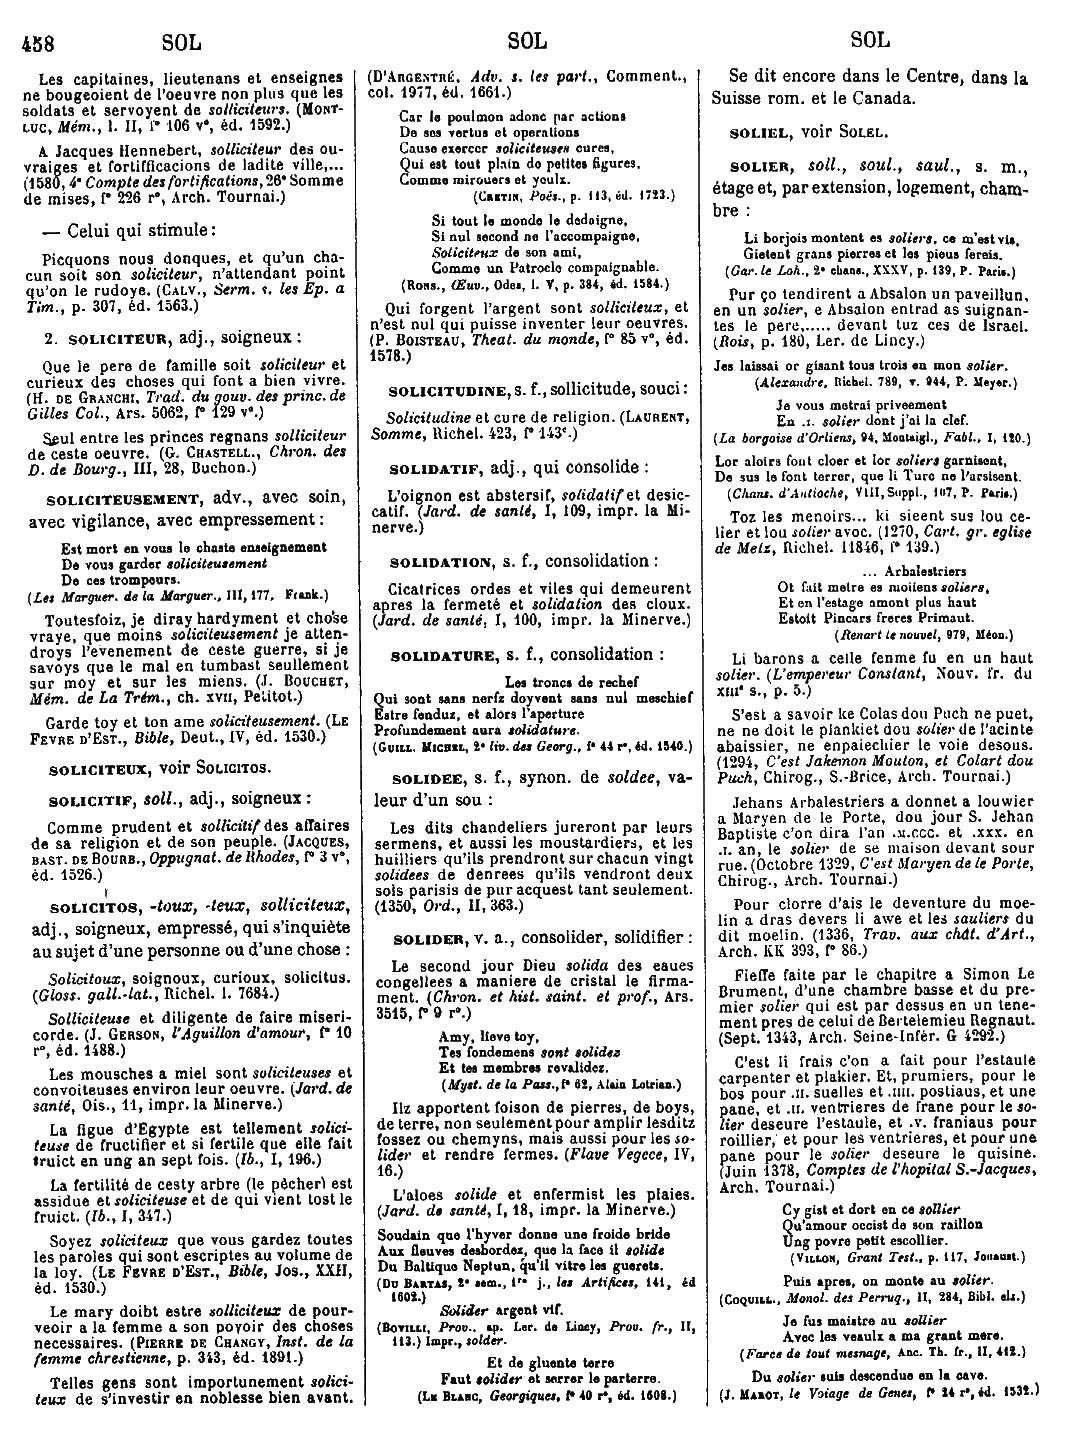 458 SOL SOL SOL
Les capitaines, lieutenans et enseignes
ne bougeoient de l'oeuvre non plus que les
soldats et servoyent de solliciteurs. (MONT-
LUC, Mém., l. II, f° 106 v°, éd. 1592.)
A Jacques Hennebert, solliciteur des ou-
vraiges et fortifficacions de ladite ville,...
(1580, 4e Compte des fortifications, 26e Somme
de mises, f° 226 r°, Arch. Tournai.)
— Celui qui stimule :
Picquons nous donques, et qu'un cha-
cun soit son soliciteur, n'attendant point
qu'on le rudoye. (CALV., Serm. s. les Ep. a
Tim., p. 307, éd. 1563.)
2. SOLICITEUR, adj., soigneux :
Que le pere de famille soit soliciteur et
curieux des choses qui font a bien vivre.
(H. DE GRANCHI, Trad. du gouv. des princ. de
Gilles Col., Ars. 5062, f° 129 v°.)
Seul entre les princes regnans solliciteur
de ceste oeuvre. (G. CHASTELL., Chron. des
D. de Bourg., III, 28, Buchon.)
SOLICITEUSEMENT, adv., avec soin,
avec vigilance, avec empressement :
Est mort en vous le chaste enseignement
De vous garder soliciteusement
De ces trompeurs.
(Les Marguer. de la Marguer., III, 177, Frank.)
Toutesfoiz, je diray hardyment et chose
vraye, que moins soliciteusement je atten-
droys l'evenement de ceste guerre, si je
savoys que le mal en tumbast seullement
sur moy et sur les miens. (J. BOUCHET,
Mém. de La Trém., ch. XVII, Petitot.)
Garde toy et ton ame soliciteusement. (LE
FEVRE D'EST., Bible, Deut., IV, éd. 1530.)
SOLICITEUX, voir SOLICITOS.
SOLICITIF, soll., adj., soigneux :
Comme prudent et sollicitif des affaires
de sa religion et de son peuple. (JACQUES,
BAST. DE BOURB., Oppugnat. de Rhodes, f° 3 v°,
éd. 1526.)
SOLICITOS, -toux, -teux, solliciteux,
adj., soigneux, empressé, qui s'inquiète
au sujet d'une personne ou d'une chose :
Solicitoux, soignoux, curioux, solicitus.
(Gloss. gall.-lat., Richel. l. 7684.)
Solliciteuse et diligente de faire miseri-
corde. (J. GERSON, l'Aguillon d'amour, f° 10
r°, éd. 1488.)
Les mousches a miel sont soliciteuses et
convoiteuses environ leur oeuvre. (Jard. de
santé, Ois., 11, impr. la Minerve.)
La figue d'Egypte est tellement solici-
teuse de fructifier et si fertile que elle fait
fruict en ung an sept fois. (Ib., I, 196.)
La fertilité de cesty arbre (le pêcher) est
assidue et soliciteuse et de qui vient tost le
fruict. (Ib., I, 347.)
Soyez soliciteux que vous gardez toutes
les paroles qui sont escriptes au volume de
la loy. (LE FEVRE D'EST., Bible, Jos., XXII,
éd. 1530.)
Le mary doibt estre solliciteux de pour-
veoir a la femme a son povoir des choses
necessaires. (PIERRE DE CHANGY, Inst. de la
femme chrestienne, p. 343, éd. 1891.)
Telles gens sont importunement solici-
teux de s'investir en noblesse bien avant.
(D'ARGENTRÉ, Adv. s. les part., Comment.,
col. 1977, éd. 1661.)
Car le poulmon adonc par actions
De ses vertus et operations
Cause exercer soliciteuses cures,
Qui est tout plain de petites figures,
Comme mirouers et youlx.
(CRETIN, Poés., p. 113, éd. 1723.)
Si tout le monde le dedaigne,
Si nul second ne l'accompaigne,
Soliciteux de son ami,
Comme un Patrocle compaignable.
(RONS., Œuv., Odes, l. V, p. 384, éd. 1584.)
Qui forgent l'argent sont solliciteux, et
n'est nul qui puisse inventer leur oeuvres.
(P. BOISTEAU, Theat. du monde, f° 85 v°, éd.
1578.)
SOLICITUDINE, s. f., sollicitude, souci :
Solicitudine et cure de religion. (LAURENT,
Somme, Richel. 423, f° 143c.)
SOLIDATIF, adj., qui consolide :
L'oignon est abstersif, solidatif et desic-
catif. (Jard. de santé, I, 109, impr. la Mi-
nerve.)
SOLIDATION, s. f., consolidation :
Cicatrices ordes et viles qui demeurent
apres la fermeté et solidation des cloux.
(Jard. de santé, I, 100, impr. la Minerve.)
SOLIDATURE, s. f., consolidation :
Les troncs de rechef
Qui sont sans nerfz doyvent sans nul meschief
Estre fenduz, et alors l'aperture
Profundement aura solidature.
(GUILL. MICHEL, 2e liv. des Georg., f° 44 r°, éd. 1540.)
SOLIDEE, s. f., synon. de soldee, va-
leur d'un sou :
Les dits chandeliers jureront par leurs
sermens, et aussi les moustardiers, et les
huilliers qu'ils prendront sur chacun vingt
solidees de denrees qu'ils vendront deux
sols parisis de pur acquest tant seulement.
(1350, Ord., II, 363.)
SOLIDER, v. a., consolider, solidifier :
Le second jour Dieu solida des eaues
congellees a maniere de cristal le firma-
ment. (Chron. et hist. saint. et prof., Ars.
3515, f° 9 r°.)
Amy, lieve toy,
Tes fondemens sont solidez
Et tes membres revalidez.
(Myst. de la Pass., f° 62, Alain Lotrian.)
Ilz apportent foison de pierres, de boys,
de terre, non seulement pour amplir lesditz
fossez ou chemyns, mais aussi pour les so-
lider et rendre fermes. (Flave Vegece, IV,
16.)
L'aloes solide et enfermist les plaies.
(Jard. de santé, I, 18, impr. la Minerve.)
Soudain que l'hyver donne une froide bride
Aux fleuves desbordez, que la face il solide
Du Baltique Neptun, qu'il vitre les guerets.
(DU BARTAS, 2e sem., 1re j., les Artifices, 141, éd
1602.)
Solider argent vif.
(BOVILLI, Prov., ap. Ler. de Lincy, Prov. fr., II,
113.) Impr., solder.
Et de gluente terre
Faut solider et serrer le parterre.
(LE BLANC, Georgiques, f° 40 r°, éd. 1608.)
Se dit encore dans le Centre, dans la
Suisse rom. et le Canada.
SOLIEL, voir SOLEL.
SOLIER, soll., soul., saul., s. m.,
étage et, par extension, logement, cham-
bre :
Li borjois montent es soliers, ce m'est vis,
Gietent grans pierres et les pieus fereis.
(Gar. le Loh., 2e chans., XXXV, p. 139, P. Paris.)
Pur ço tendirent a Absalon un paveillun,
en un solier, e Absalon entrad as suignan-
tes le pere,..... devant tuz ces de Israel.
(Rois, p. 180, Ler. de Lincy.)
Jes laissai or gisant tous trois en mon solier.
(Alexandre, Richel. 789, v. 944, P. Meyer.)
Je vous metrai priveement
En .I. solier dont j'ai la clef.
(La borgoise d'Orliens, 94, Montaigl., Fabl., I, 120.)
Lor aloirs font cloer et lor soliers garnisent,
De sus le font terrer, que li Turc ne l'arsisent.
(Chans. d'Antioche, VIII, Suppl., 107, P. Paris.)
Toz les menoirs... ki sieent sus lou ce-
lier et lou solier avoc. (1270, Cart. gr. eglise
de Metz, Richel. 11846, f° 139.)
... Arbalestriers
Ot fait metre es moiiens soliers,
Et en l'estage amont plus haut
Estoit Pincars freres Primaut.
(Renart le nouvel, 979, Méon.)
Li barons a celle fenme fu en un haut
solier. (L'empereur Constant, Nouv. fr. du
XIIIe s., p. 5.)
S'est a savoir ke Colas dou Puch ne puet,
ne ne doit le plankiet dou solier de l'acinte
abaissier, ne enpaiechier le voie desous.
(1294, C'est Jakemon Mouton, et Colart dou
Puch, Chirog., S.-Brice, Arch. Tournai.)
Jehans Arbalestriers a donnet a louwier
a Maryen de le Porte, dou jour S. Jehan
Baptiste c'on dira l'an .M.CCC. et .XXX. en
.I. an, le solier de se maison devant sour
rue. (Octobre 1329, C'est Maryen de le Porte,
Chirog., Arch. Tournai.)
Pour clorre d'ais le deventure du moe-
lin a dras devers li awe et les sauliers du
dit moelin. (1336, Trav. aux chât. d'Art.,
Arch. KK 393, f° 86.)
Fieffe faite par le chapitre a Simon Le
Brument, d'une chambre basse et du pre-
mier solier qui est par dessus en un tene-
ment pres de celui de Bertelemieu Regnaut.
(Sept. 1343, Arch. Seine-Infér. G 4292.)
C'est li frais c'on a fait pour l'estaule
carpenter et plakier. Et, prumiers, pour le
bos pour .II. suelles et .IIII. postiaus, et une
pane, et .II. ventrieres de frane pour le so-
lier deseure l'estaule, et .V. franiaus pour
roillier, et pour les ventrieres, et pour une
pane pour le solier deseure le quisine.
(Juin 1378, Comptes de l'hopital S.-Jacques,
Arch. Tournai.)
Cy gist et dort en ce sollier
Qu'amour occist de son raillon
Ung povre petit escollier.
(VILLON, Grant Test., p. 117, Jouaust.)
Puis apres, on monte au solier.
(COQUILL., Monol. des Perruq., II, 284, Bibl. elz.)
Je fus maistre au sollier
Avec les veaulx a ma grant mere.
(Farce de tout mesnage, Anc. Th. fr., II, 412.)
Du solier suis descendue en la cave.
(J. MAROT, le Voiage de Genes, f° 24 r°, éd. 1532.)